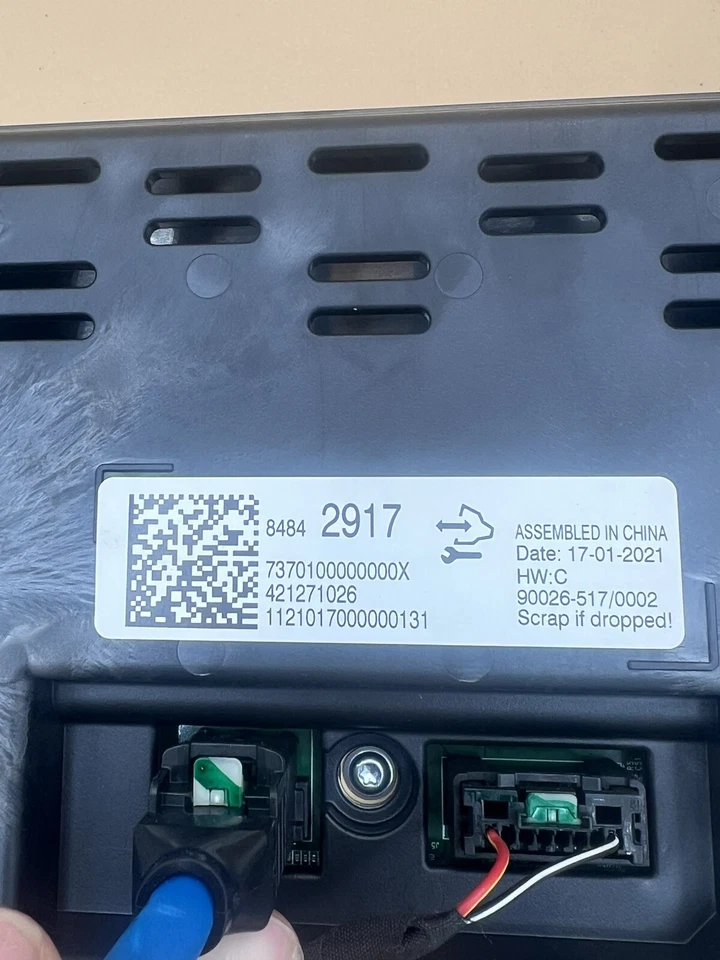 8484 2917
7370100000000X
421271026
1121017000000131
ASSEMBLED IN CHINA
Date: 17-01-2021
HW:C
90026-517/0002
Scrap if dropped!